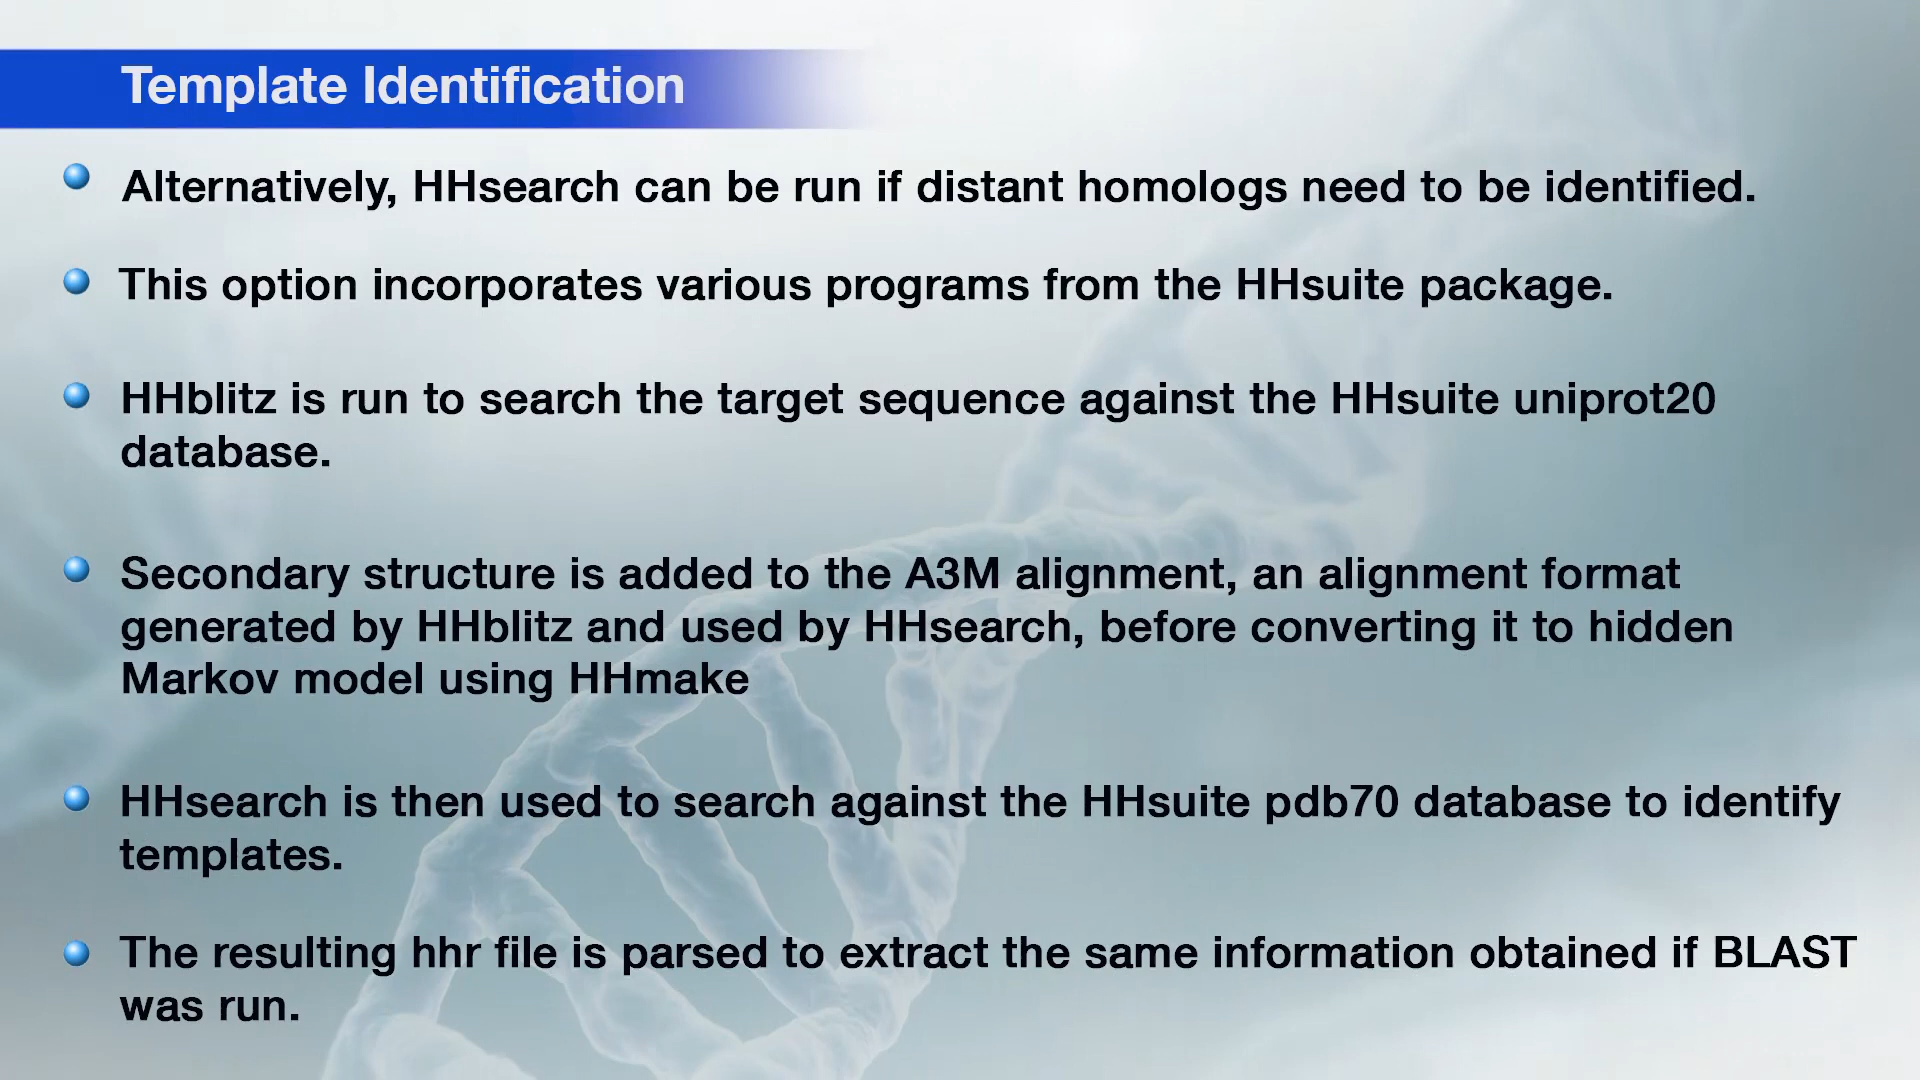 Template Identification
Alternatively, HHsearch can be run if distant homologs need to be identified.
This option incorporates various programs from the HHsuite package.
HHblitz is run to search the target sequence against the HHsuite uniprot20
database.
Secondary structure is added to the A3M alignment, an alignment format
generated by HHblitz and used by HHsearch, before converting it to hidden
Markov model using HHmake
HHsearch is then used to search against the HHsuite pdb70 database to identify
templates.
The resulting hhr file is parsed to extract the same information obtained if BLAST
was run.